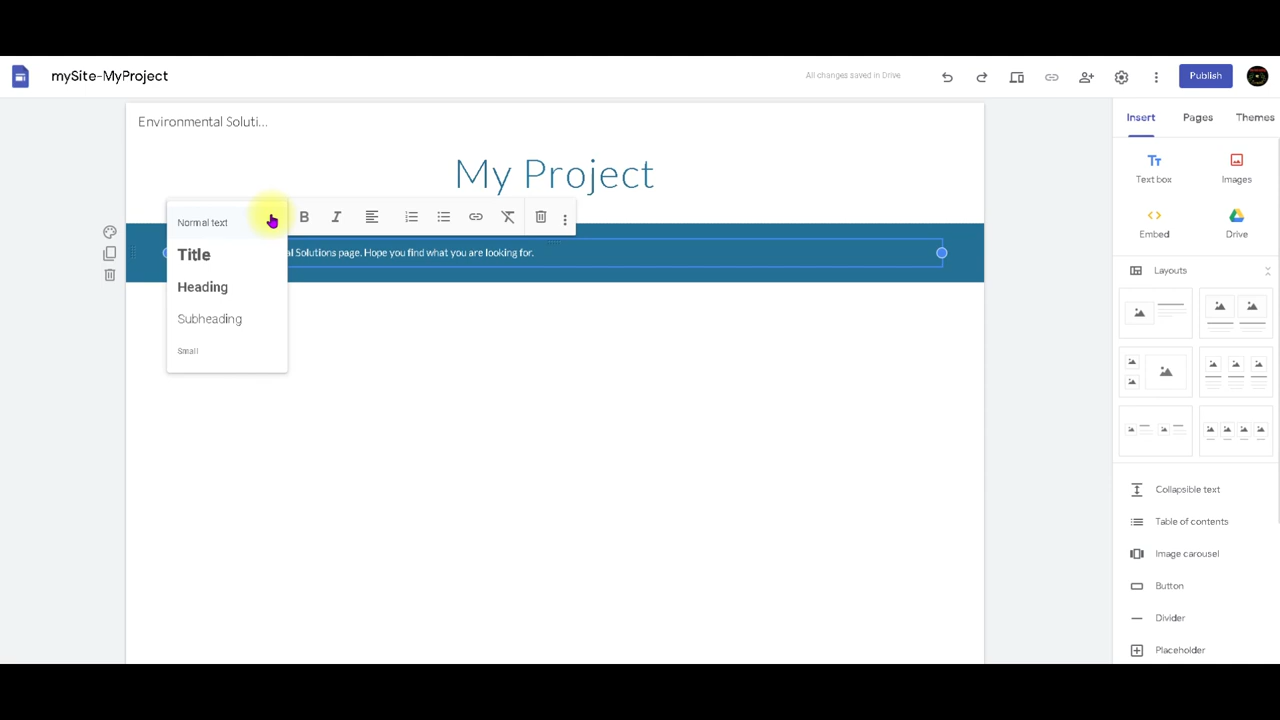 mySite-MyProject
All changes saved in Drive
Publish
Environmental Soluti...
Insert
Pages
Themes
My Project
Text box
Images
Normal text
B
I
Embed
Drive
Title
al Solutions page. Hope you find what you are looking for.
Layouts
Heading
Subheading
Small
Collapsible text
Table of contents
Image carousel
Button
Divider
Placeholder